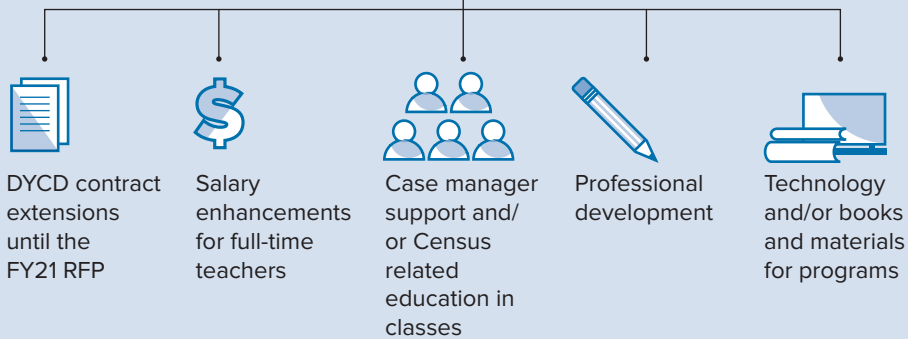 DYCD contract
extensions
until the
FY21 RFP
Salary
enhancements
for full-time
teachers
Case manager
support and/
or Census
related
education in
classes
Professional
development
Technology
and/or books
and materials
for programs